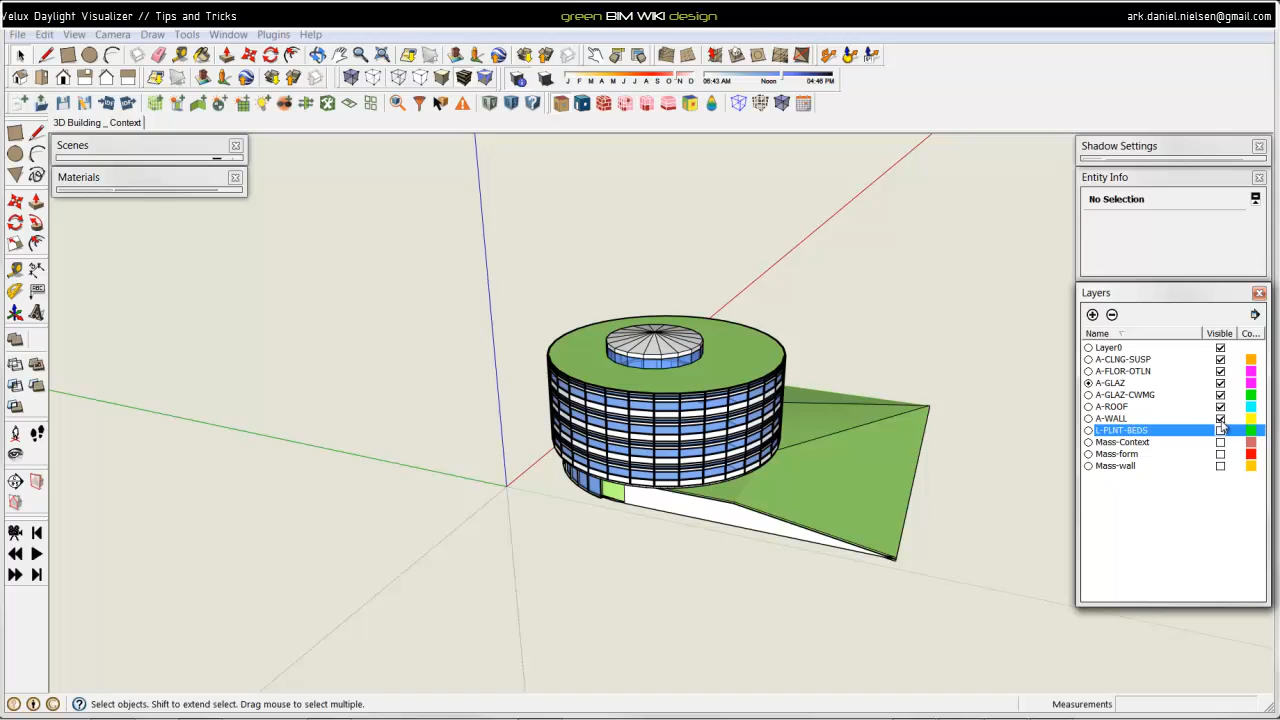 Velux Daylight Visualizer // Tips and Tricks
green BIM WIKI design
ark.daniel.nielsen@gmail.com
File Edit View Camera Draw Tools Window Plugins Help
J F M A M J J A S O N D
06:43 AM Noon 04:46 PM
3D Building _ Context
Scenes
Materials
Shadow Settings
Entity Info
No Selection
Layers
Name Visible Co...
Layer0
A-CLNG-SUSP
A-FLOR-OTLN
A-GLAZ
A-GLAZ-CWMG
A-ROOF
A-WALL
L-PLNT-BEDS
Mass-Context
Mass-form
Mass-wall
Select objects. Shift to extend select. Drag mouse to select multiple.
Measurements